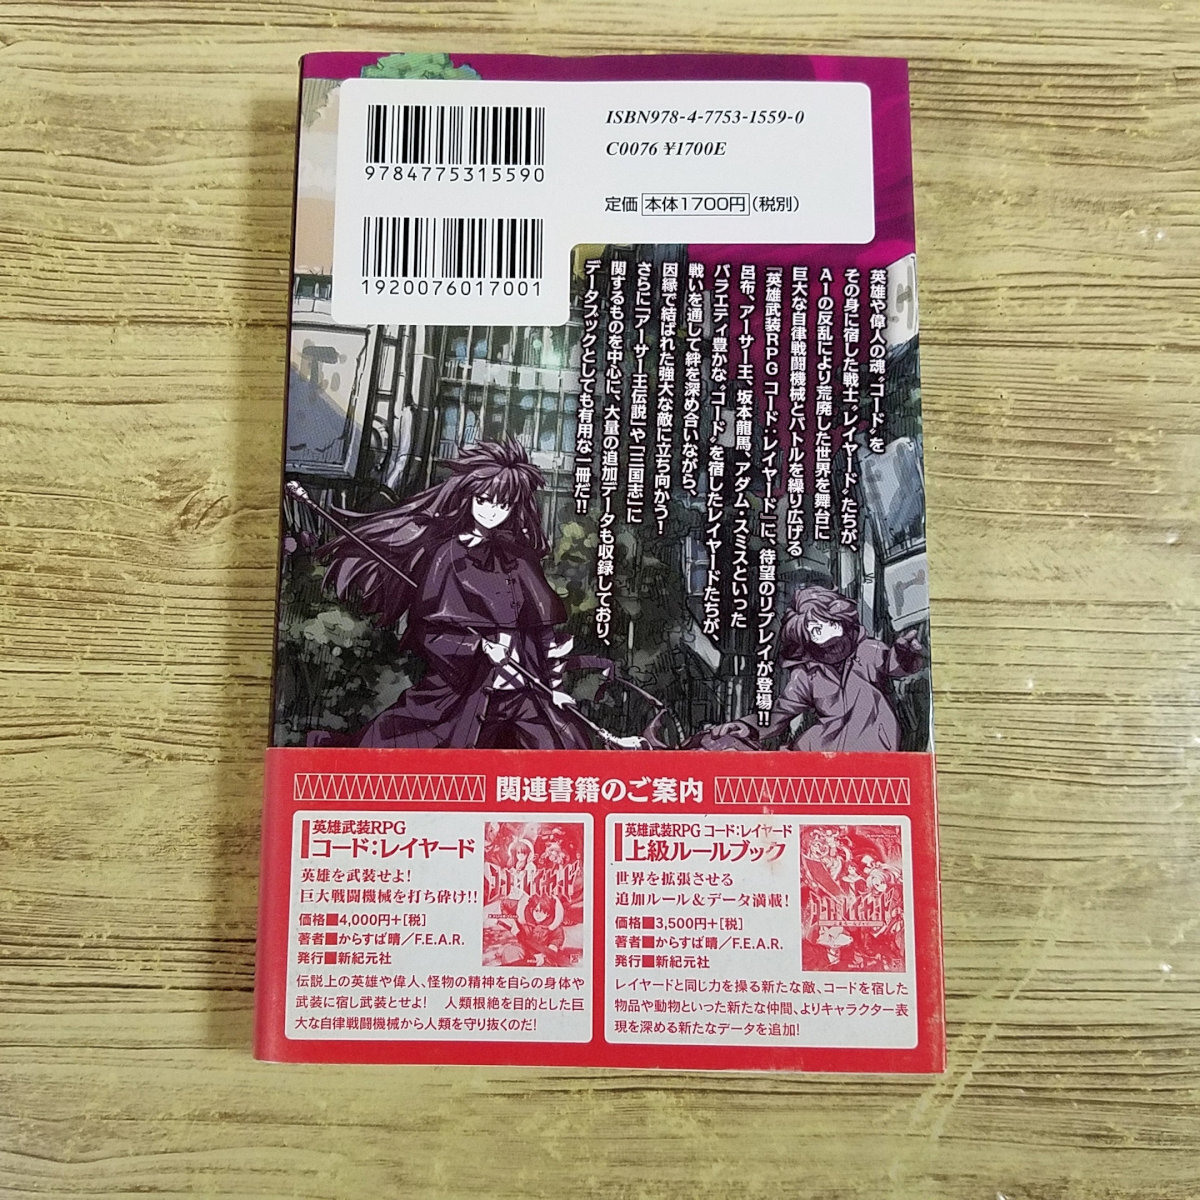 ISBN978-4-7753-1559-0
C0076 ¥1700E
定価 本体1700円(税別)
9784775315590
1920076017001
英雄や偉人の魂“コード”を
その身に宿した戦士“レイヤード”たちが、
AIの反乱により荒廃した世界を舞台に
巨大な自律戦闘機械とバトルを繰り広げる
『英雄武装RPG コード:レイヤード』に、待望のリプレイが登場!!
呂布、アーサー王、坂本龍馬、アダム・スミスといった
バラエティ豊かな“コード”を宿したレイヤードたちが、
戦いを通して絆を深め合いながら、
因縁で結ばれた強大な敵に立ち向かう!
さらに「アーサー王伝説」や「三国志」に
関するものを中心に、大量の追加データも収録しており、
データブックとしても有用な一冊だ!!
関連書籍のご案内
英雄武装RPG
コード:レイヤード
英雄を武装せよ!
巨大戦闘機械を打ち砕け!!
価格■4,000円+[税]
著者■からすば晴/F.E.A.R.
発行■新紀元社
伝説上の英雄や偉人、怪物の精神を自らの身体や
武装に宿し武装とせよ! 人類根絶を目的とした巨
大な自律戦闘機械から人類を守り抜くのだ!
英雄武装RPG コード:レイヤード
上級ルールブック
世界を拡張させる
追加ルール&データ満載!
価格■3,500円+[税]
著者■からすば晴/F.E.A.R.
発行■新紀元社
レイヤードと同じ力を操る新たな敵、コードを宿した
物品や動物といった新たな仲間、よりキャラクター表
現を深める新たなデータを追加!